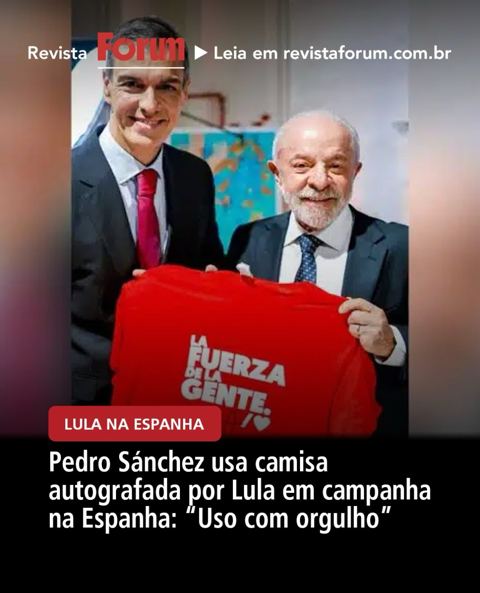 Revista Forum ▶ Leia em revistaforum.com.br
LA
FUERZA
DE LA
GENTE.
LULA NA ESPANHA
Pedro Sánchez usa camisa
autografada por Lula em campanha
na Espanha: “Uso com orgulho”